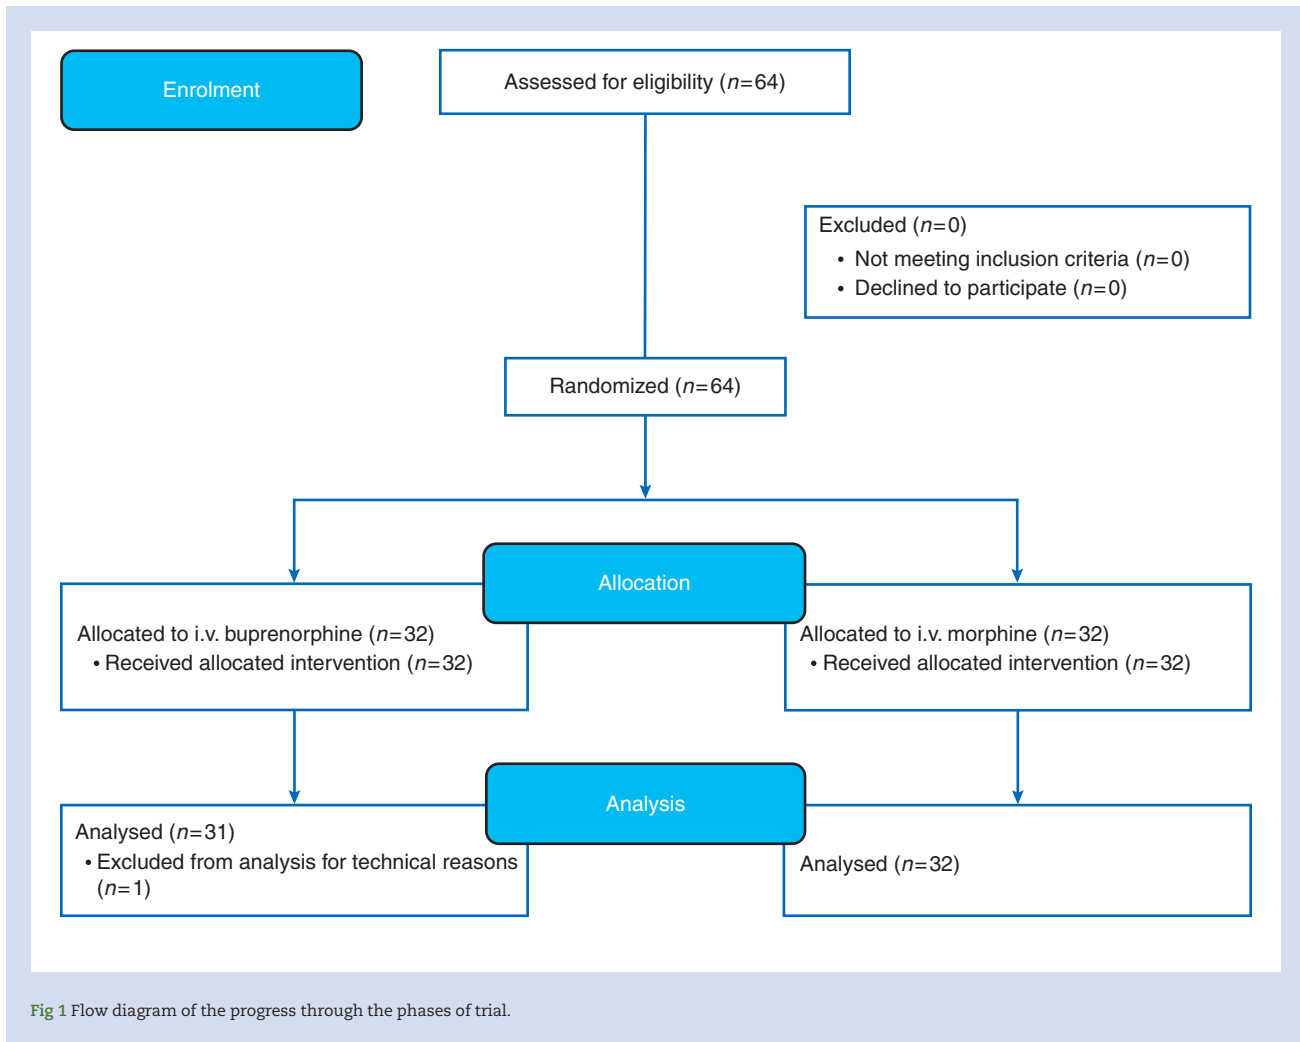 Enrolment
Assessed for eligibility (n=64)
Excluded (n=0)
• Not meeting inclusion criteria (n=0)
• Declined to participate (n=0)
Randomized (n=64)
Allocation
Allocated to i.v. buprenorphine (n=32)
• Received allocated intervention (n=32)
Allocated to i.v. morphine (n=32)
• Received allocated intervention (n=32)
Analysis
Analysed (n=31)
• Excluded from analysis for technical reasons
(n=1)
Analysed (n=32)
Fig 1 Flow diagram of the progress through the phases of trial.